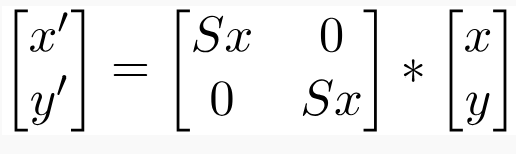 [x'] = [Sx 0] * [x]
[y'] = [0 Sx] * [y]